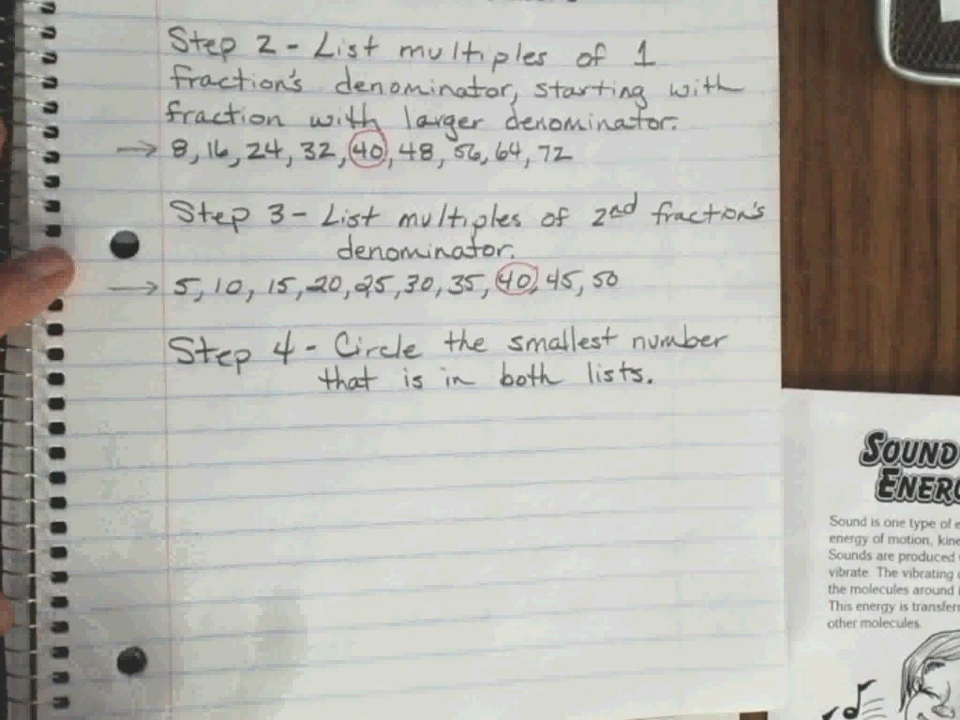 Step 2 - List multiples of 1
fraction's denominator, starting with
fraction with larger denominator.
→ 8, 16, 24, 32, 40, 48, 56, 64, 72
Step 3 - List multiples of 2nd fraction's
denominator.
→ 5, 10, 15, 20, 25, 30, 35, 40, 45, 50
Step 4 - Circle the smallest number
that is in both lists.
SOUND
ENERG
Sound is one type of e
energy of motion, kine
Sounds are produced
vibrate. The vibrating
the molecules around
This energy is transfer
other molecules.